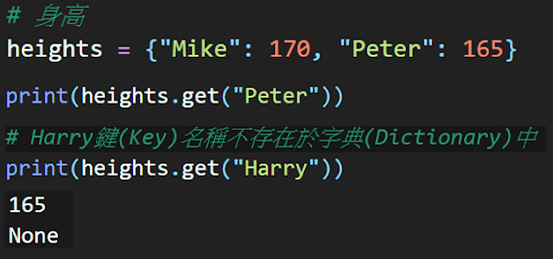 # 身高
heights = {"Mike": 170, "Peter": 165}
print(heights.get("Peter"))
# Harry鍵(Key)名稱不存在於字典(Dictionary)中
print(heights.get("Harry"))
165
None